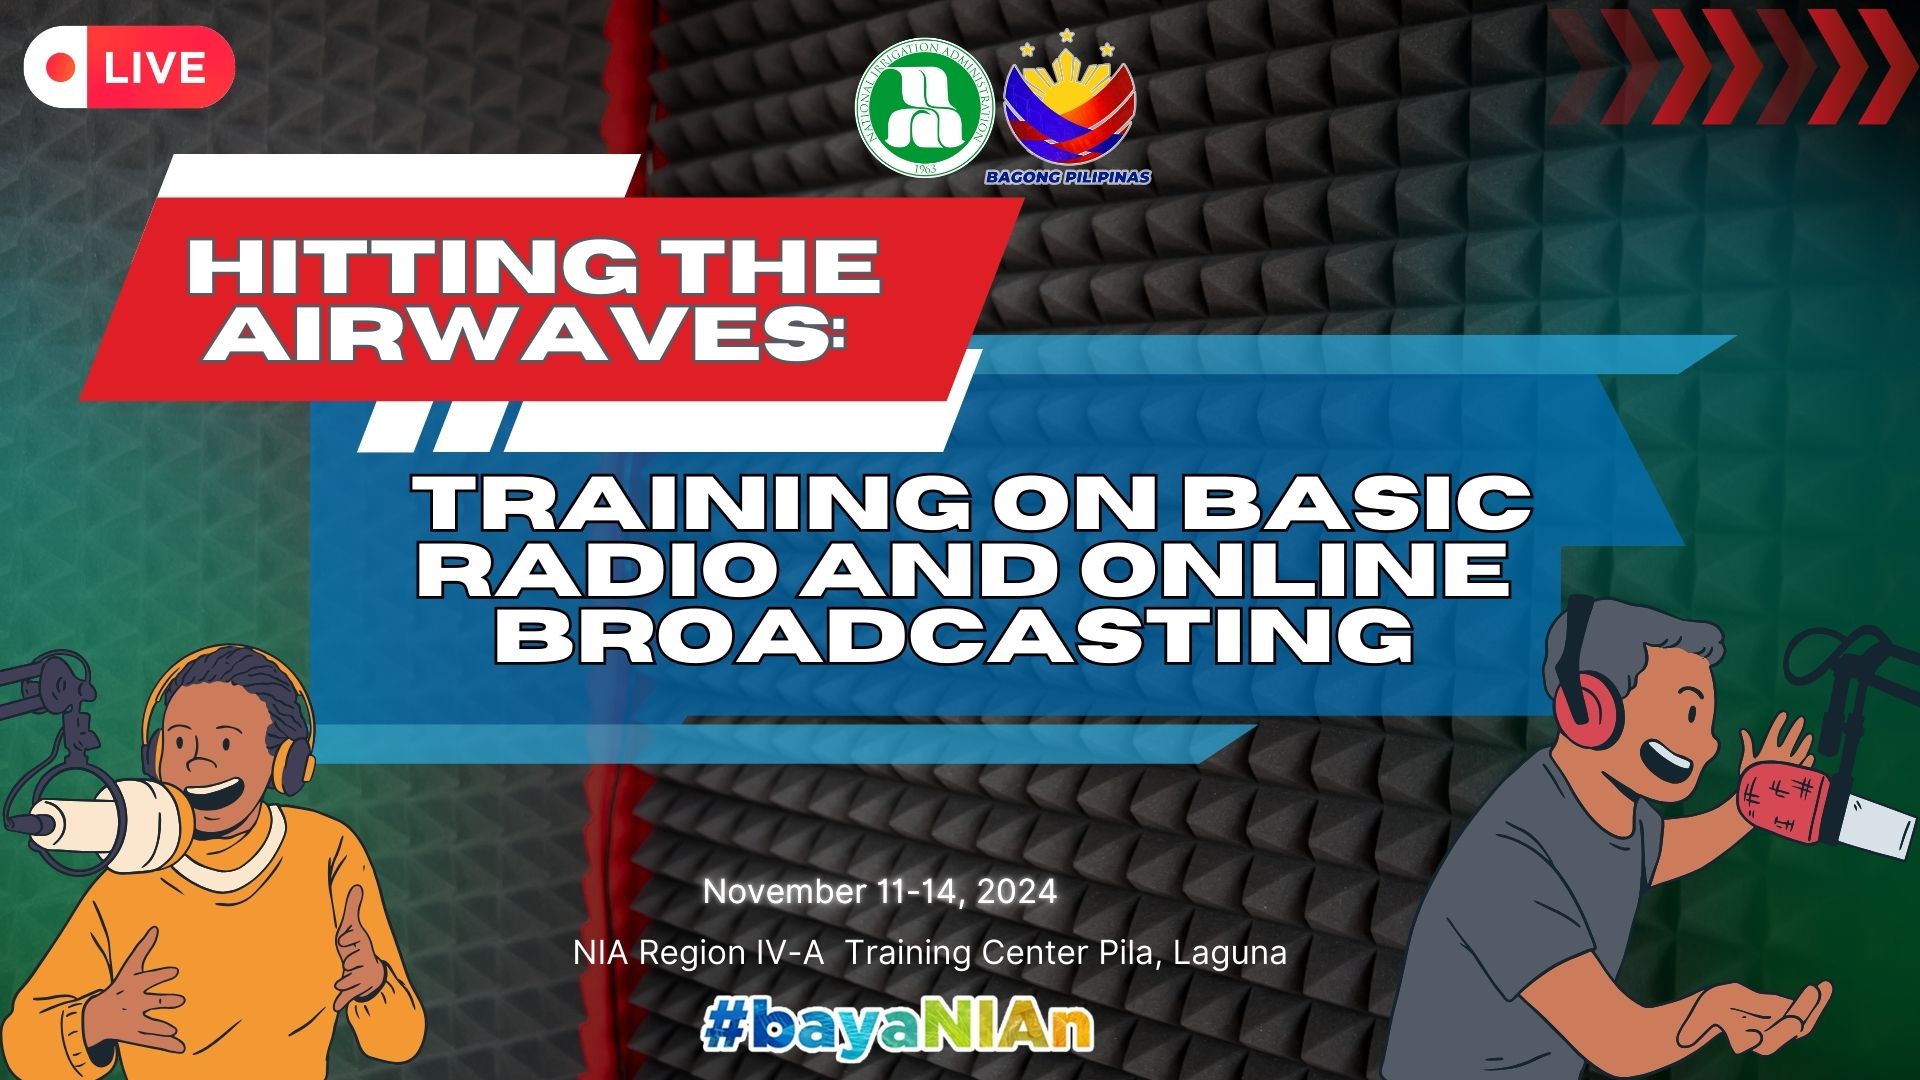 LIVE
NATIONAL IRRIGATION ADMINISTRATION
1963
BAGONG PILIPINAS
HITTING THE
AIRWAVES:
TRAINING ON BASIC
RADIO AND ONLINE
BROADCASTING
November 11-14, 2024
NIA Region IV-A Training Center Pila, Laguna
#bayaNIAn